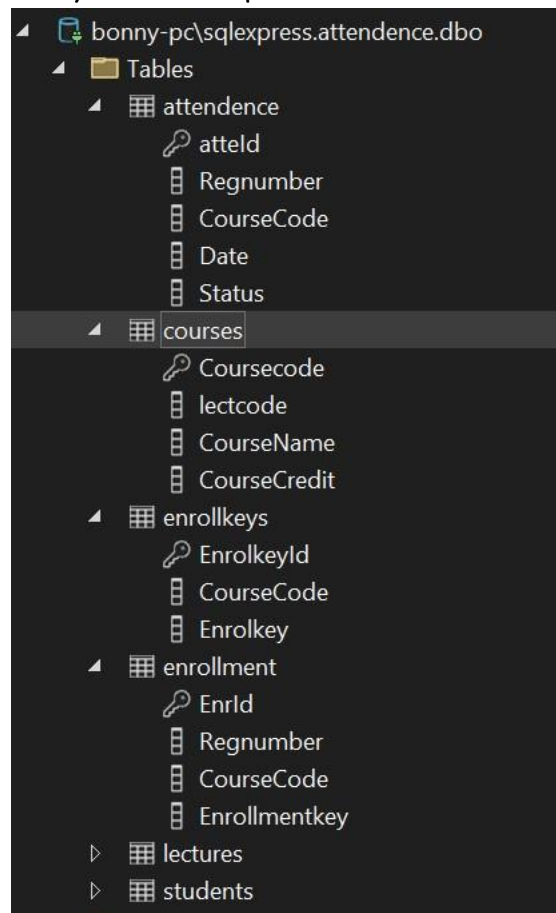 bonny-pc\sqlexpress.attendence.dbo
Tables
attendence
atteId
Regnumber
CourseCode
Date
Status
courses
Coursecode
lectcode
CourseName
CourseCredit
enrollkeys
EnrolkeyId
CourseCode
Enrolkey
enrollment
EnrId
Regnumber
CourseCode
Enrollmentkey
lectures
students